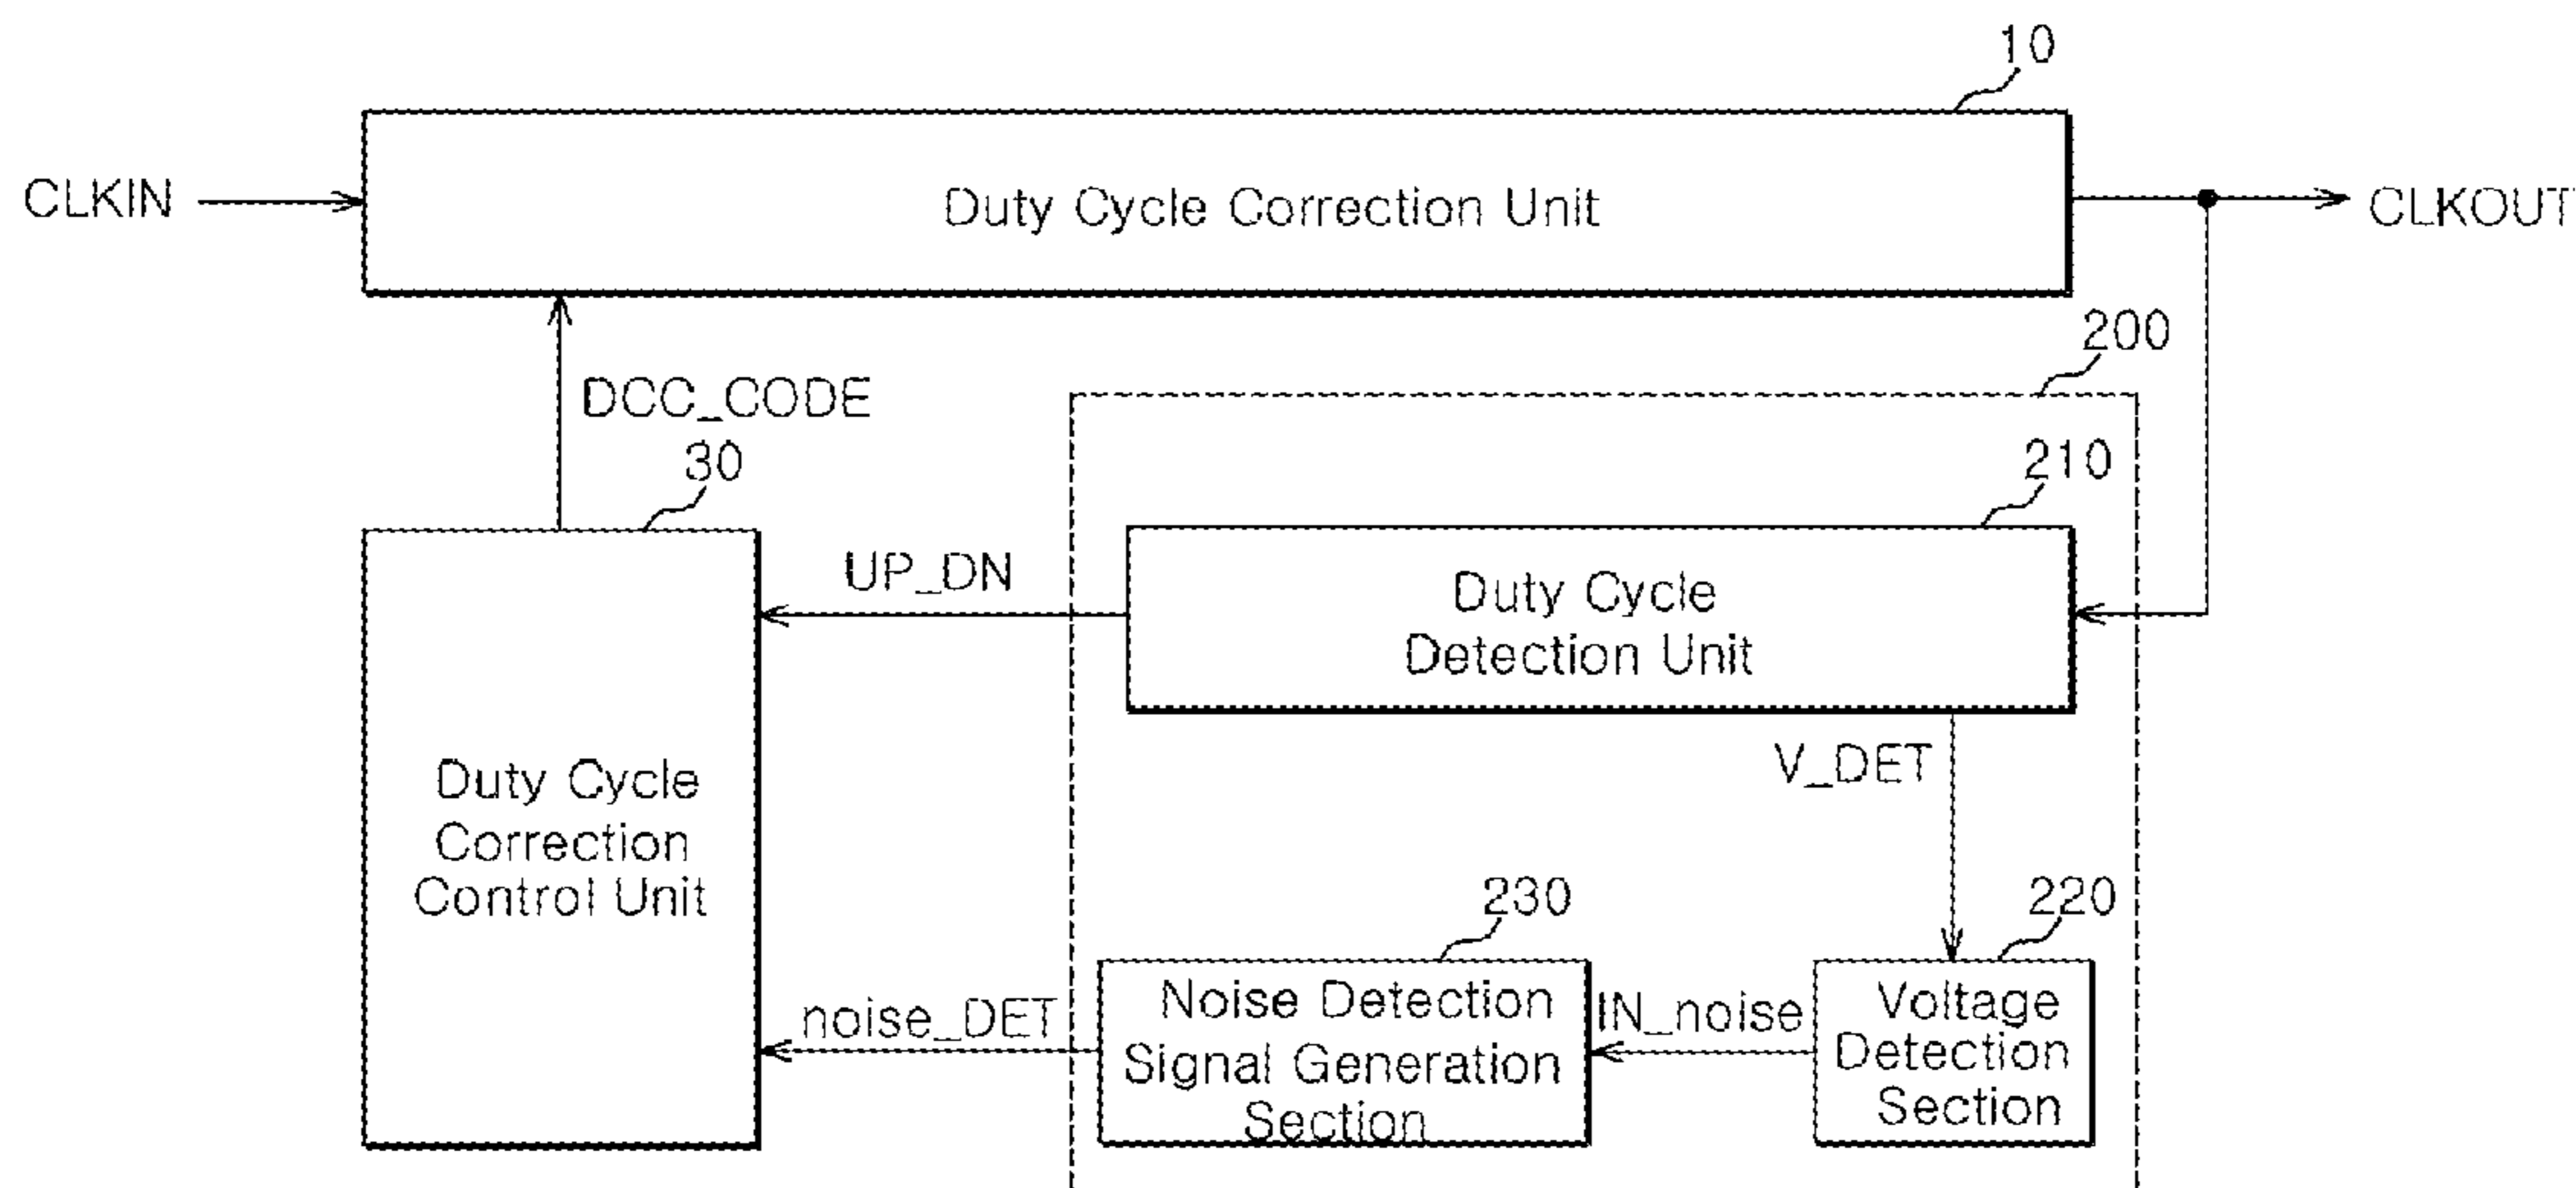 10
CLKIN
Duty Cycle Correction Unit
CLKOUT
200
DCC_CODE
30
210
UP_DN
Duty Cycle
Detection Unit
V_DET
Duty Cycle
Correction
Control Unit
230
220
noise_DET
Noise Detection
Signal Generation
Section
IN_noise
Voltage
Detection
Section